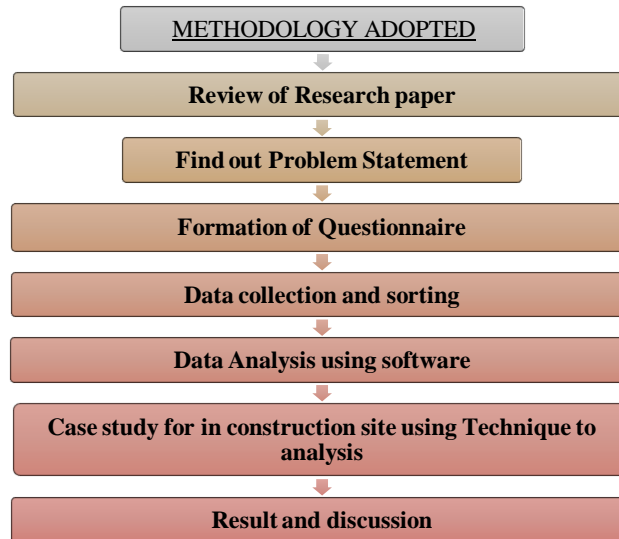 METHODOLOGY ADOPTED
Review of Research paper
Find out Problem Statement
Formation of Questionnaire
Data collection and sorting
Data Analysis using software
Case study for in construction site using Technique to
analysis
Result and discussion